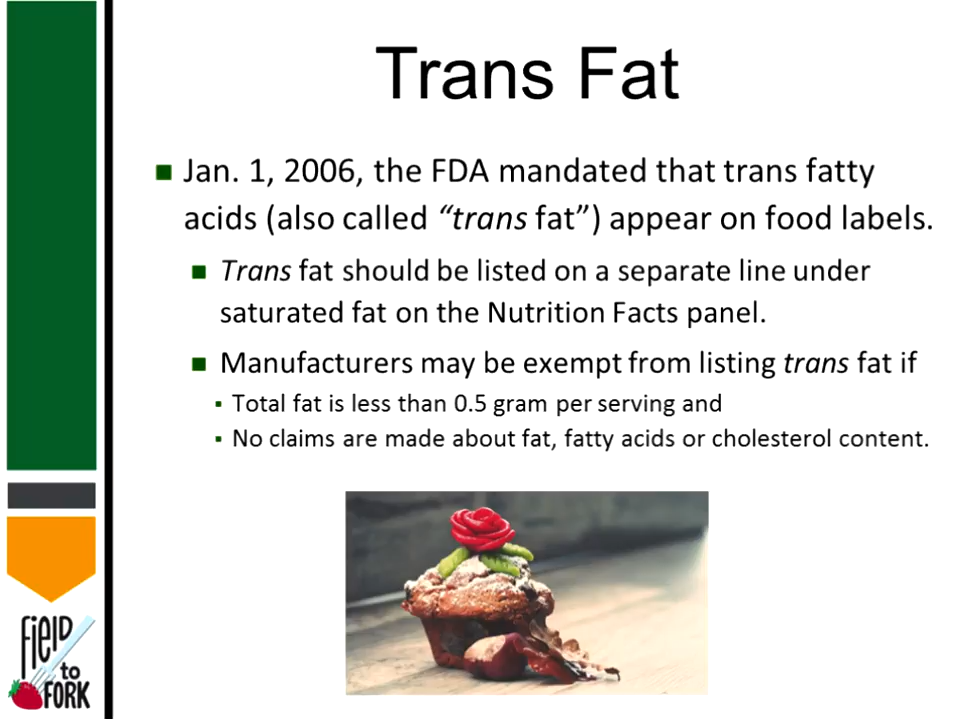 Trans Fat
■ Jan. 1, 2006, the FDA mandated that trans fatty
acids (also called “trans fat”) appear on food labels.
■ Trans fat should be listed on a separate line under
saturated fat on the Nutrition Facts panel.
■ Manufacturers may be exempt from listing trans fat if
▪ Total fat is less than 0.5 gram per serving and
▪ No claims are made about fat, fatty acids or cholesterol content.
FiElD
to
FORK